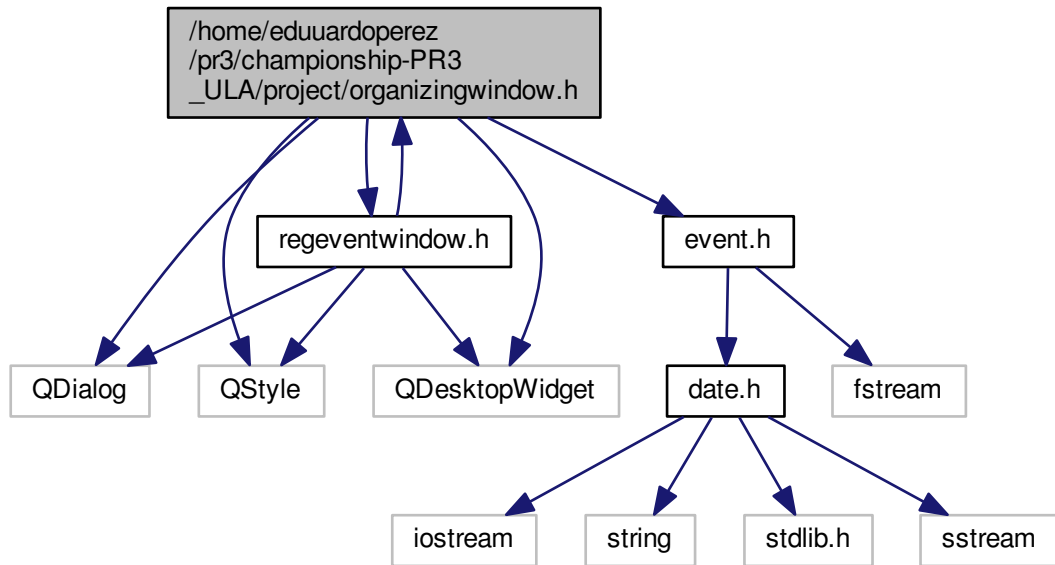 /home/eduuardoperez
/pr3/championship-PR3
_ULA/project/organizingwindow.h
regeventwindow.h
event.h
QDialog
QStyle
QDesktopWidget
date.h
fstream
iostream
string
stdlib.h
sstream